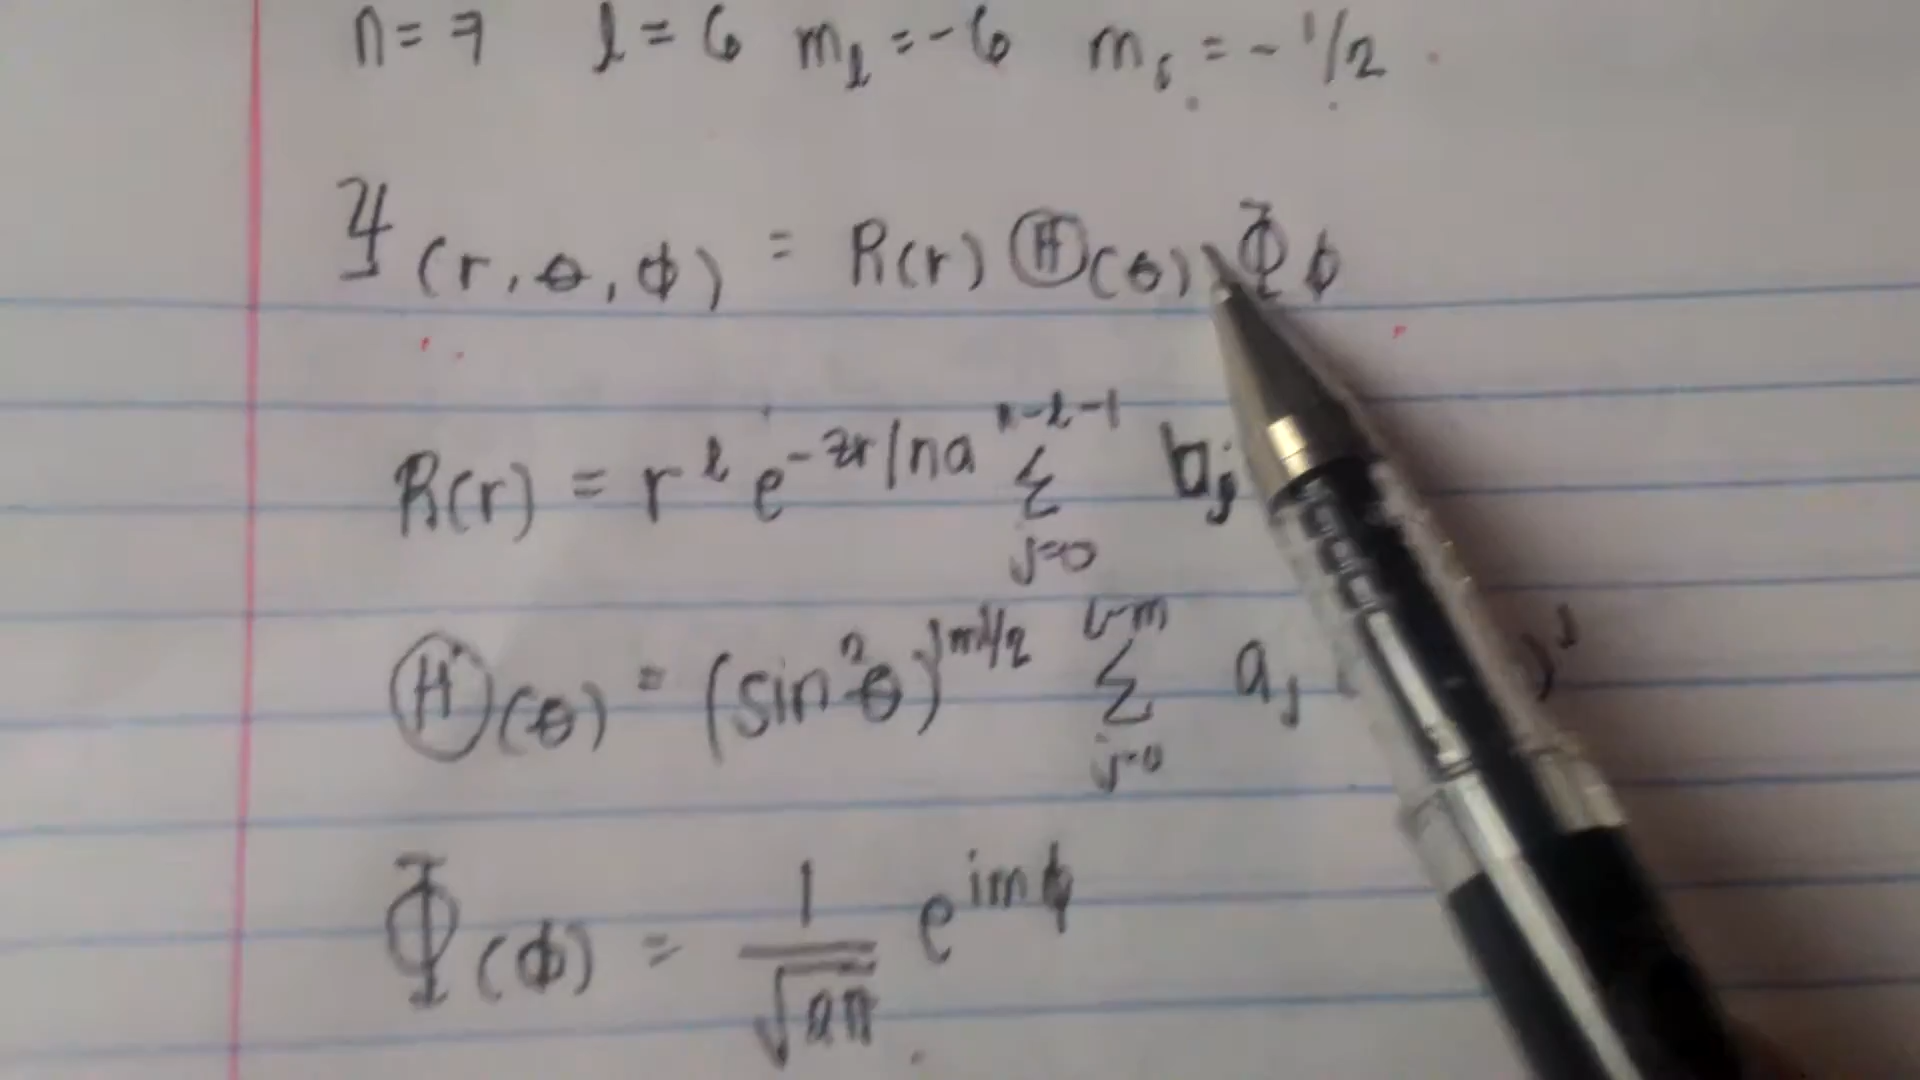 n = 7 l = 6 m_l = -6 m_s = -1/2
Ψ(r, θ, ϕ) = R(r) Θ(θ) Φ ϕ
R(r) = r^l e^{-zr/na} Σ_{j=0}^{n-l-1} b_j
Θ(θ) = (sin²θ)^{|m|/2} Σ_{j=0}^{l-m} a_j ( )^j
Φ(ϕ) = 1/√2π e^{imϕ}